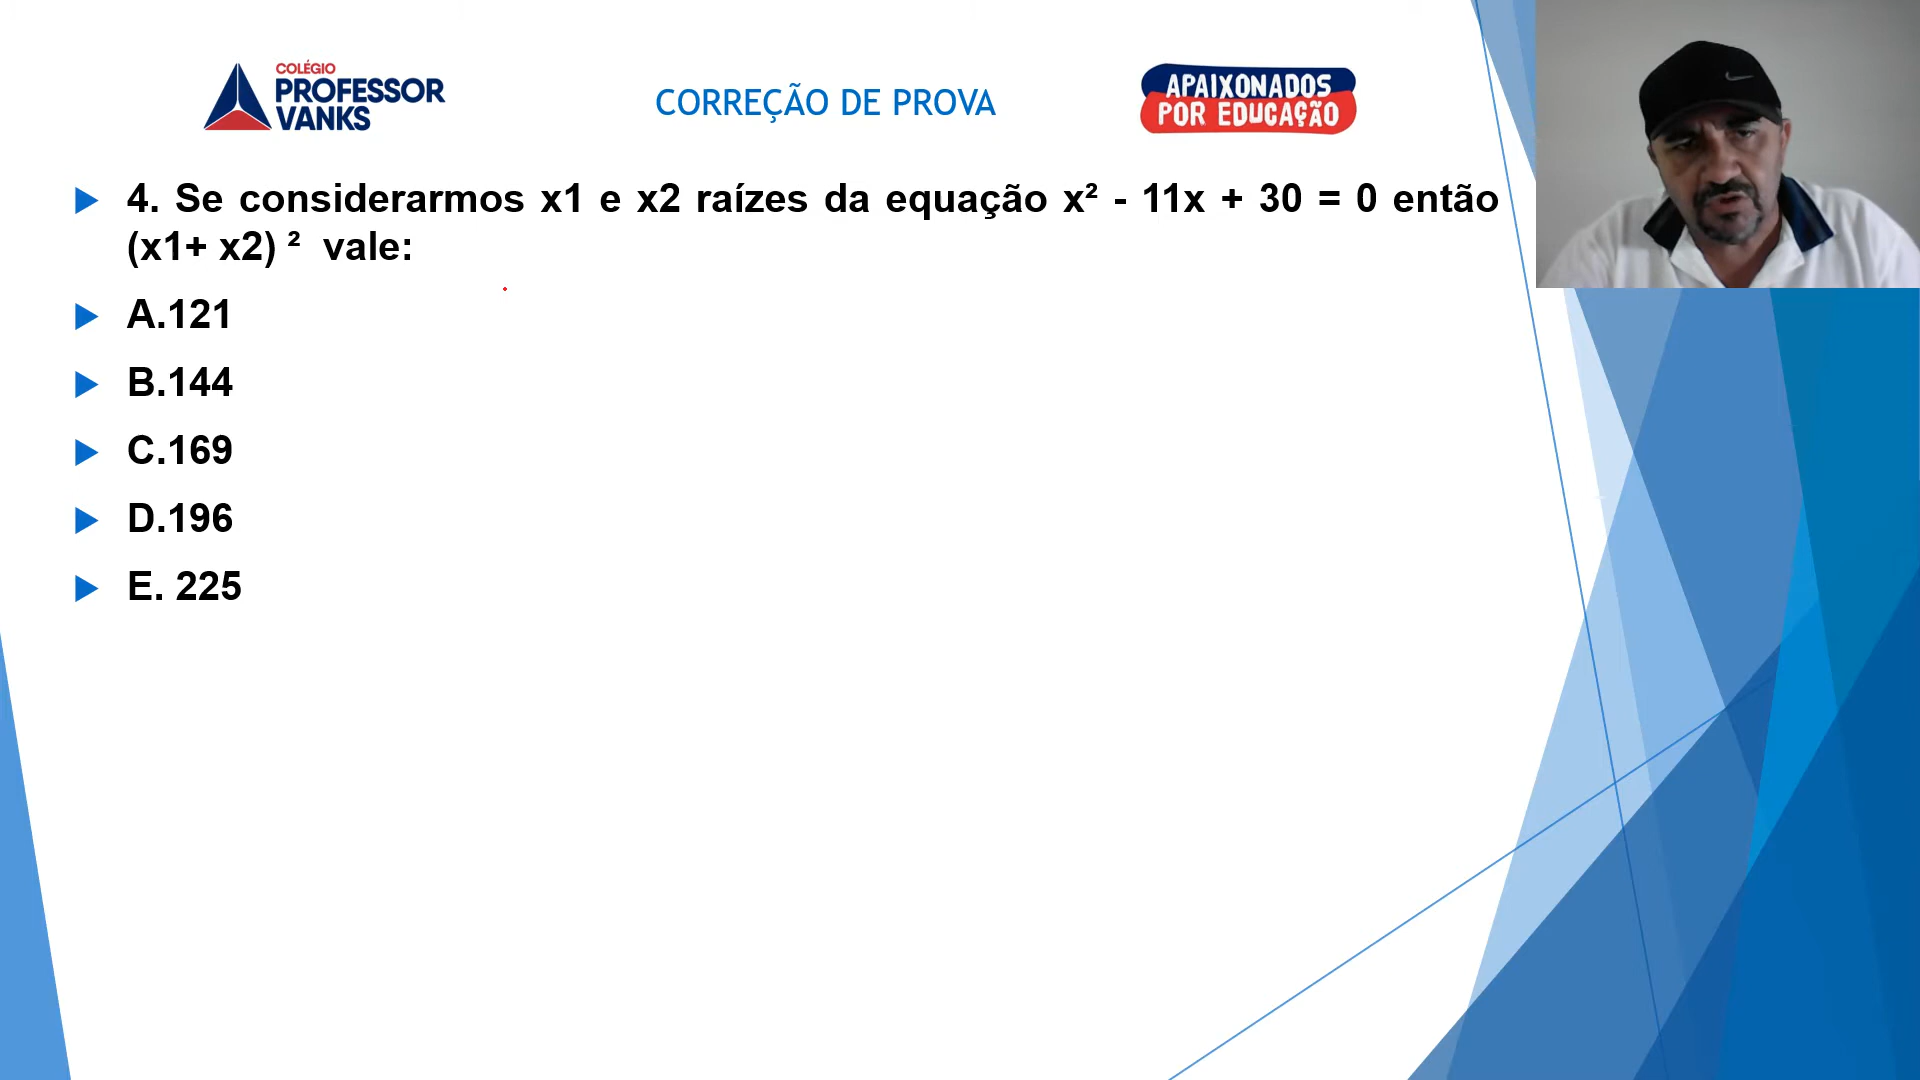 COLÉGIO
PROFESSOR
VANKS
CORREÇÃO DE PROVA
APAIXONADOS
POR EDUCAÇÃO
4. Se considerarmos x1 e x2 raízes da equação x² - 11x + 30 = 0 então
(x1+ x2) ² vale:
A.121
B.144
C.169
D.196
E. 225